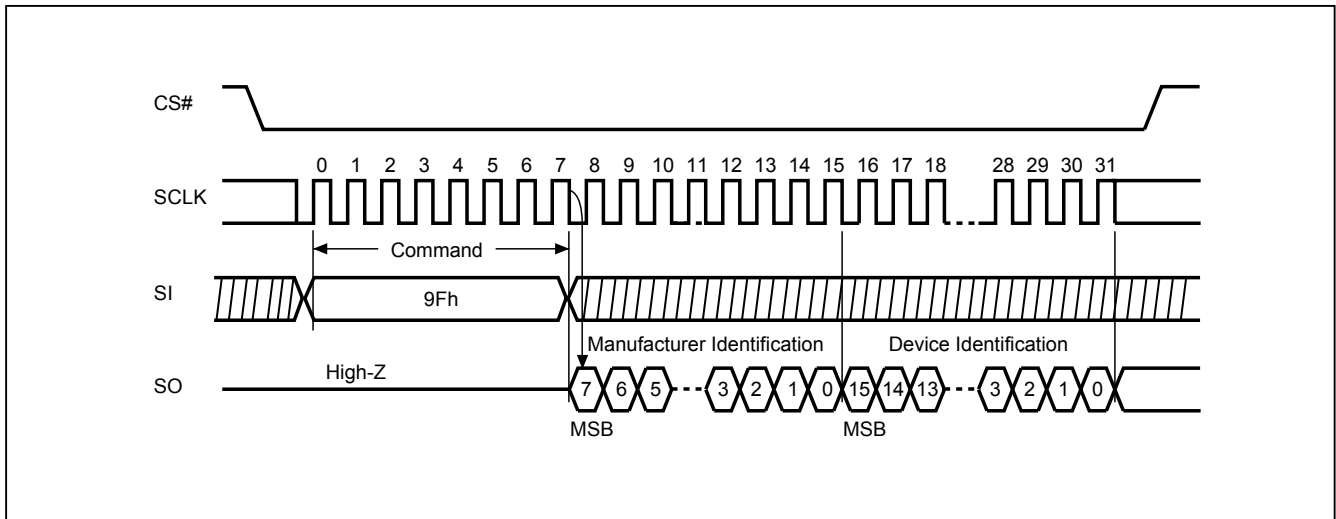 CS#
0 1 2 3 4 5 6 7 8 9 10 11 12 13 14 15 16 17 18 28 29 30 31
SCLK
Command
SI
9Fh
Manufacturer Identification Device Identification
High-Z
SO
7 6 5 3 2 1 0 15 14 13 3 2 1 0
MSB MSB